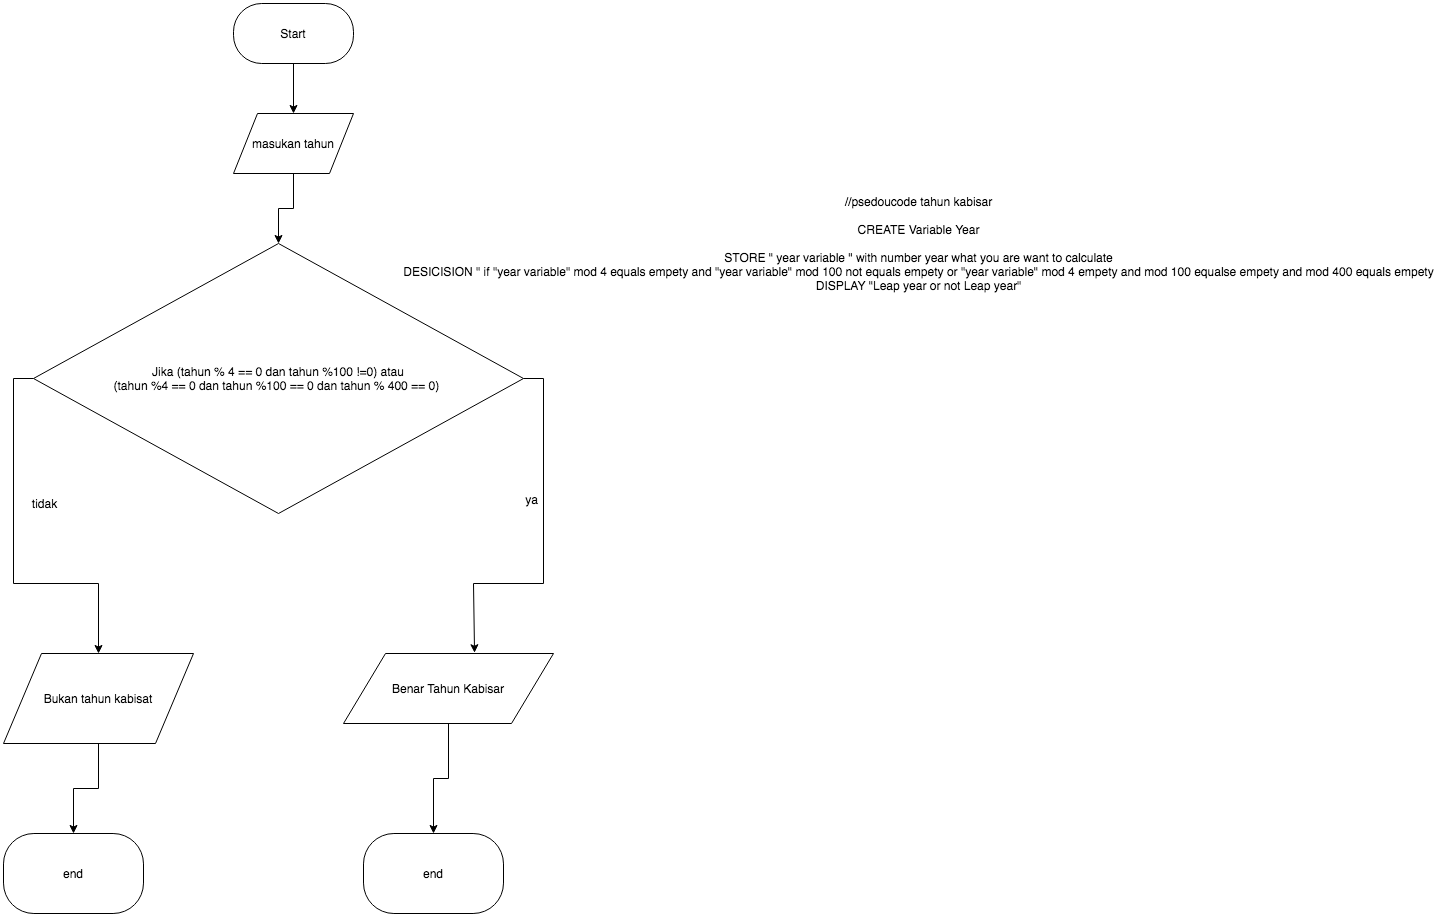 Start
masukan tahun
//psedoucode tahun kabisar
CREATE Variable Year
STORE " year variable " with number year what you are want to calculate
DESICISION " if "year variable" mod 4 equals empety and "year variable" mod 100 not equals empety or "year variable" mod 4 empety and mod 100 equalse empety and mod 400 equals empety
DISPLAY "Leap year or not Leap year"
Jika (tahun % 4 == 0 dan tahun %100 !=0) atau
(tahun %4 == 0 dan tahun %100 == 0 dan tahun % 400 == 0)
tidak
ya
Bukan tahun kabisat
Benar Tahun Kabisar
end
end